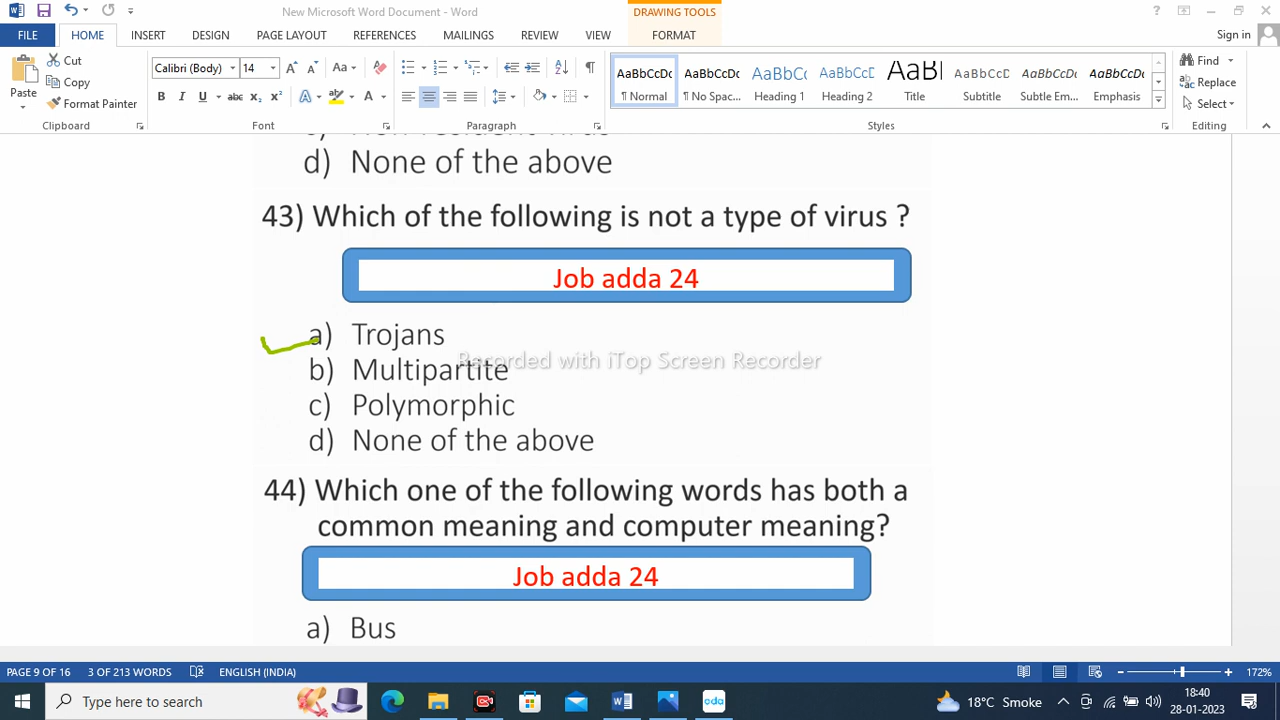 New Microsoft Word Document - Word
DRAWING TOOLS
FILE HOME INSERT DESIGN PAGE LAYOUT REFERENCES MAILINGS REVIEW VIEW FORMAT Sign in
Paste
Cut
Copy
Format Painter
Calibri (Body) 14
AaBbCcDc AaBbCcDc AaBbCc AaBbCcC AaBl AaBbCcD AaBbCcDc AaBbCcDc
¶ Normal ¶ No Spac... Heading 1 Heading 2 Title Subtitle Subtle Em... Emphasis
Find
Replace
Select
Clipboard Font Paragraph Styles Editing
d) None of the above
43) Which of the following is not a type of virus ?
Job adda 24
a) Trojans
Recorded with iTop Screen Recorder
b) Multipartite
c) Polymorphic
d) None of the above
44) Which one of the following words has both a
common meaning and computer meaning?
Job adda 24
a) Bus
PAGE 9 OF 16 3 OF 213 WORDS ENGLISH (INDIA) 172%
Type here to search
oda
18°C Smoke
18:40
28-01-2023